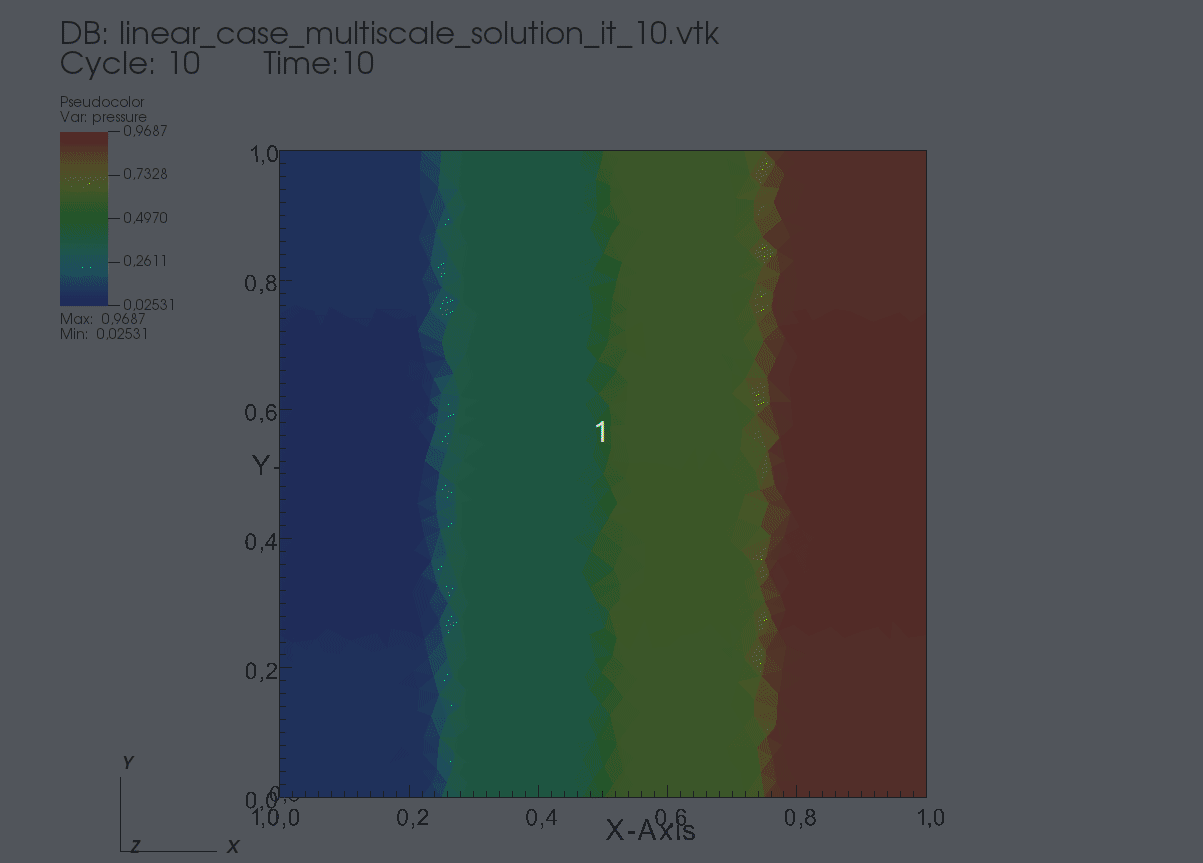 DB: linear_case_multiscale_solution_it_10.vtk
Cycle: 10 Time:10
Pseudocolor
Var: pressure
0,9687
0,7328
0,4970
0,2611
0,02531
Max: 0,9687
Min: 0,02531
1,0
0,8
0,6
1
Y-
0,4
0,2
0,0
1,0,0
0,2
0,4
0,6
0,8
1,0
X-Axis
Y
Z
X